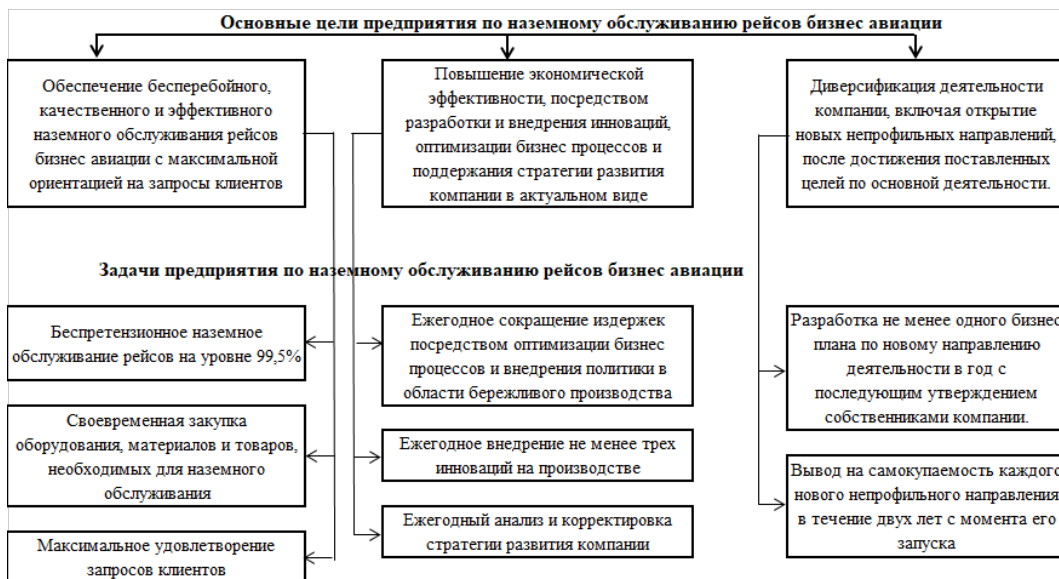 Основные цели предприятия по наземному обслуживанию рейсов бизнес авиации
Обеспечение бесперебойного,
качественного и эффективного
наземного обслуживания рейсов
бизнес авиации с максимальной
ориентацией на запросы клиентов
Повышение экономической
эффективности, посредством
разработки и внедрения инноваций,
оптимизации бизнес процессов и
поддержания стратегии развития
компании в актуальном виде
Диверсификация деятельности
компании, включая открытие
новых непрофильных направлений,
после достижения поставленных
целей по основной деятельности.
Задачи предприятия по наземному обслуживанию рейсов бизнес авиации
Беспретензионное наземное
обслуживание рейсов на уровне 99,5%
Своевременная закупка
оборудования, материалов и товаров,
необходимых для наземного
обслуживания
Максимальное удовлетворение
запросов клиентов
Ежегодное сокращение издержек
посредством оптимизации бизнес
процессов и внедрения политики в
области бережливого производства
Ежегодное внедрение не менее трех
инноваций на производстве
Ежегодный анализ и корректировка
стратегии развития компании
Разработка не менее одного бизнес
плана по новому направлению
деятельности в год с
последующим утверждением
собственниками компании.
Вывод на самокупаемость каждого
нового непрофильного направления
в течение двух лет с момента его
запуска